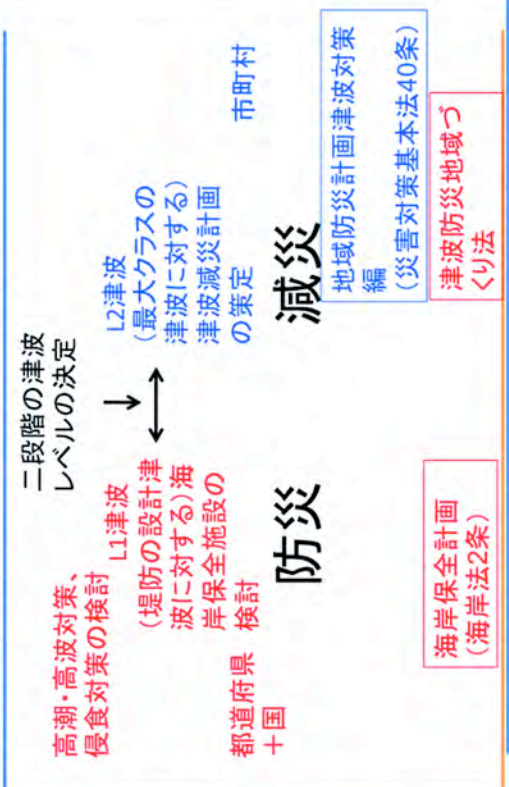 二段階の津波
レベルの決定
高潮・高波対策、
侵食対策の検討
L1津波
(堤防の設計津
波に対する)海
岸保全施設の
検討
都道府県
＋国
L2津波
(最大クラスの
津波に対する)
津波減災計画
の策定
市町村
防災
減災
海岸保全計画
(海岸法2条)
地域防災計画津波対策
編
(災害対策基本法40条)
津波防災地域づ
くり法